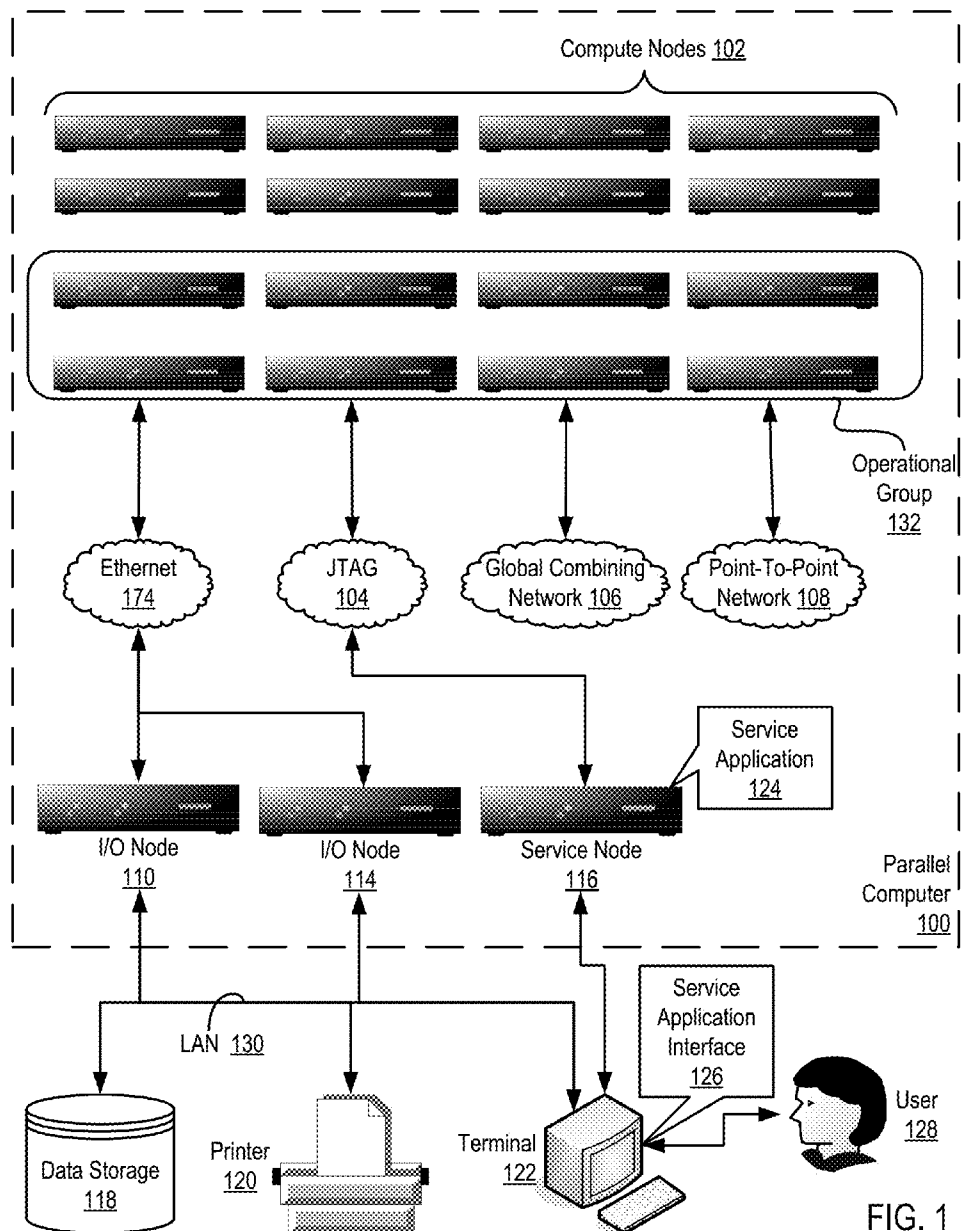 Compute Nodes 102
Operational
Group
132
Ethernet
174
JTAG
104
Global Combining
Network 106
Point-To-Point
Network 108
Service
Application
124
I/O Node
110
I/O Node
114
Service Node
116
Parallel
Computer
100
LAN 130
Service
Application
Interface
126
Data Storage
118
Printer
120
Terminal
122
User
128
FIG. 1